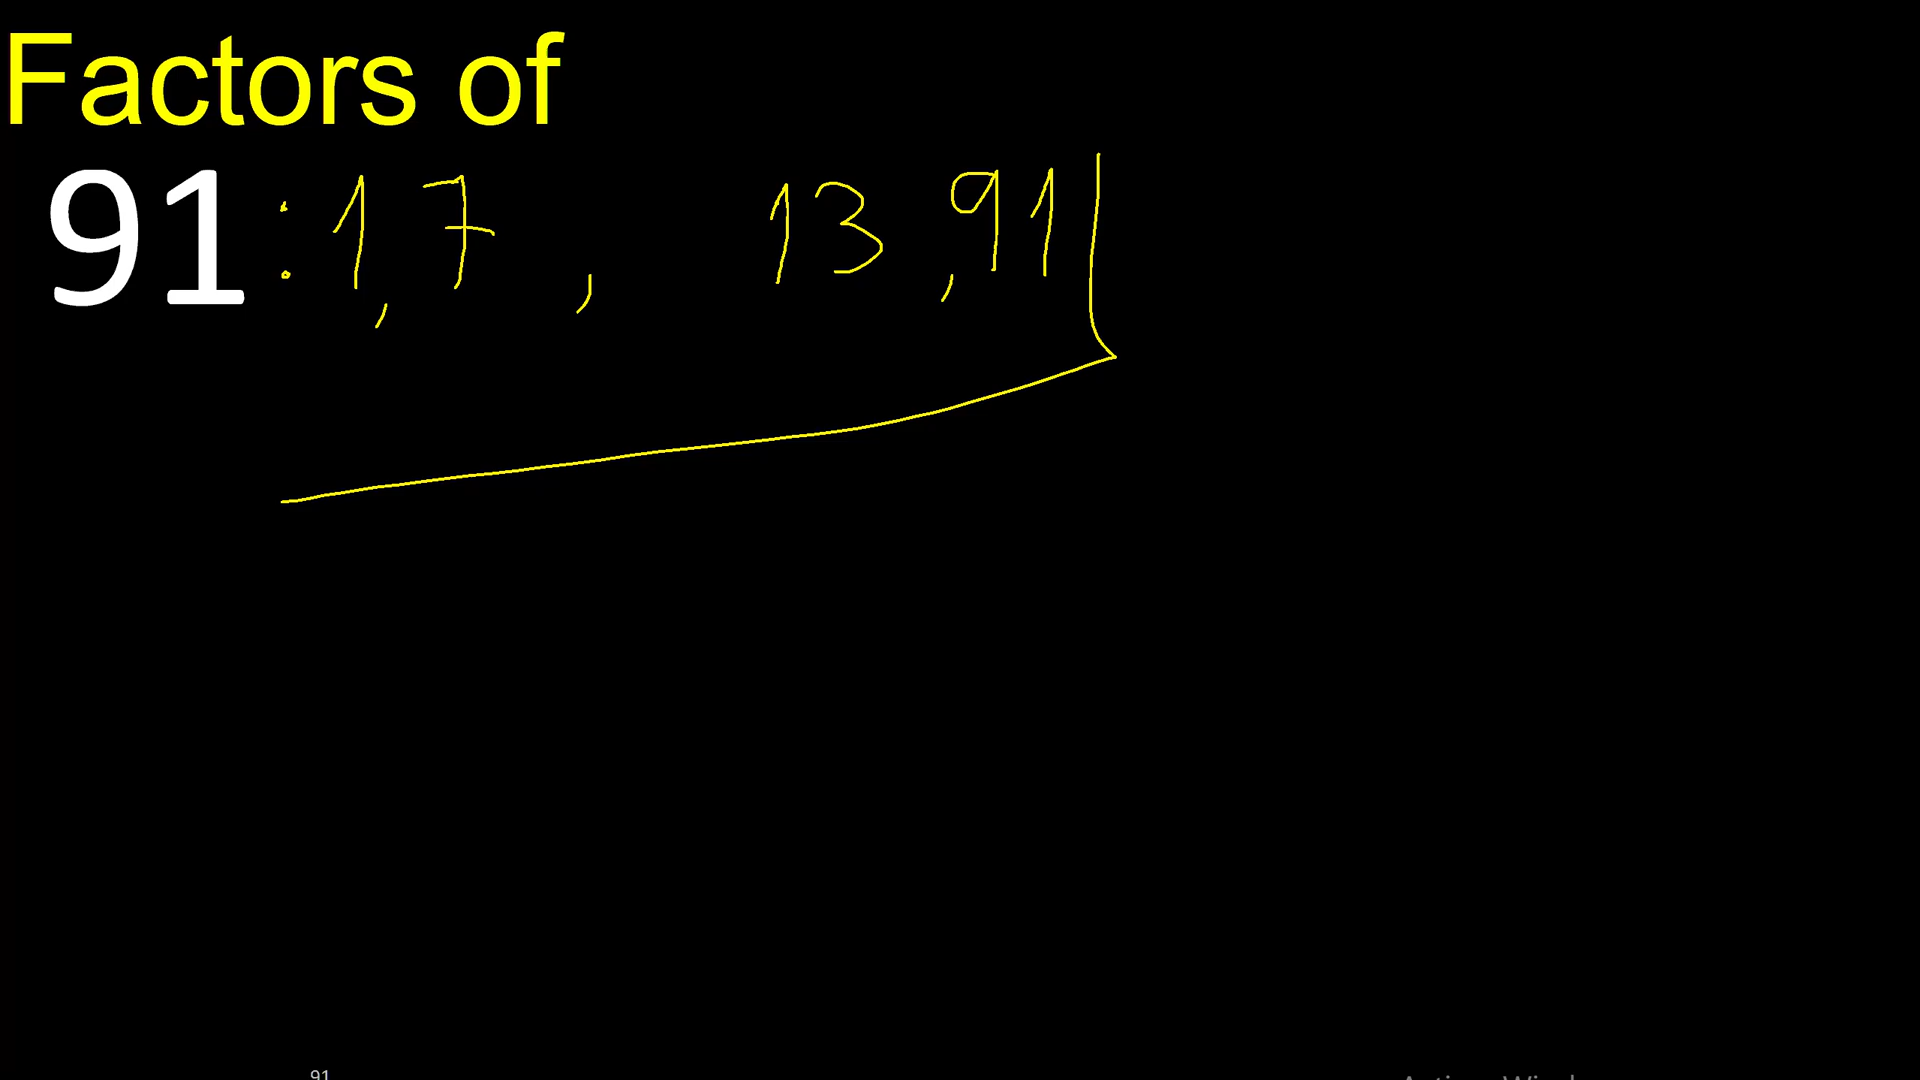 Factors of
91 : 1, 7 , 13 , 91
91